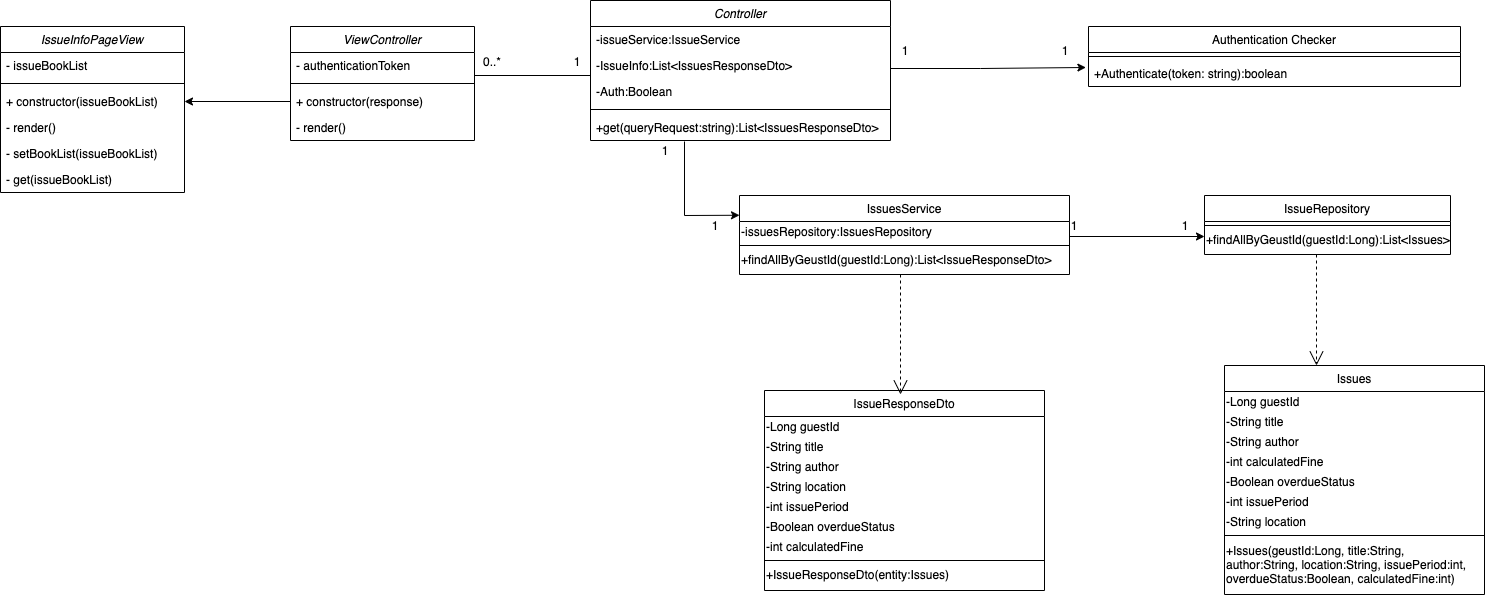 IssueInfoPageView
- issueBookList
+ constructor(issueBookList)
- render()
- setBookList(issueBookList)
- get(issueBookList)
ViewController
- authenticationToken
+ constructor(response)
- render()
0..*
1
Controller
-issueService:IssueService
-IssueInfo:List<IssuesResponseDto>
-Auth:Boolean
+get(queryRequest:string):List<IssuesResponseDto>
1
1
Authentication Checker
+Authenticate(token: string):boolean
1
1
IssuesService
-issuesRepository:IssuesRepository
+findAllByGeustId(guestId:Long):List<IssueResponseDto>
1
1
IssueRepository
+findAllByGeustId(guestId:Long):List<Issues>
IssueResponseDto
-Long guestId
-String title
-String author
-String location
-int issuePeriod
-Boolean overdueStatus
-int calculatedFine
+IssueResponseDto(entity:Issues)
Issues
-Long guestId
-String title
-String author
-int calculatedFine
-Boolean overdueStatus
-int issuePeriod
-String location
+Issues(geustId:Long, title:String,
author:String, location:String, issuePeriod:int,
overdueStatus:Boolean, calculatedFine:int)